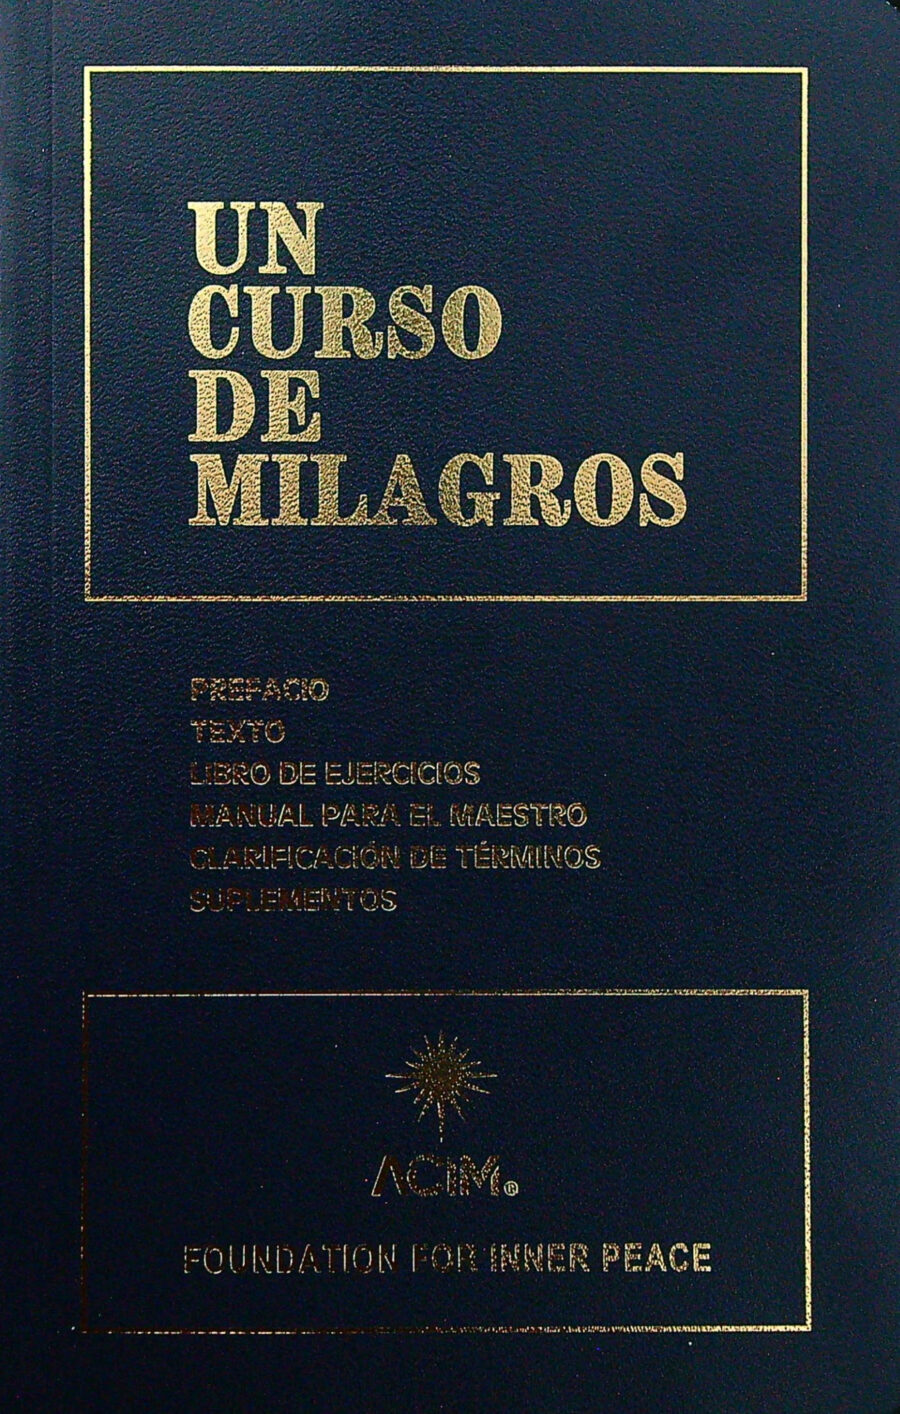 UN
CURSO
DE
MILAGROS
PREFACIO
TEXTO
LIBRO DE EJERCICIOS
MANUAL PARA EL MAESTRO
CLARIFICACIÓN DE TÉRMINOS
SUPLEMENTOS
ACIM®
FOUNDATION FOR INNER PEACE